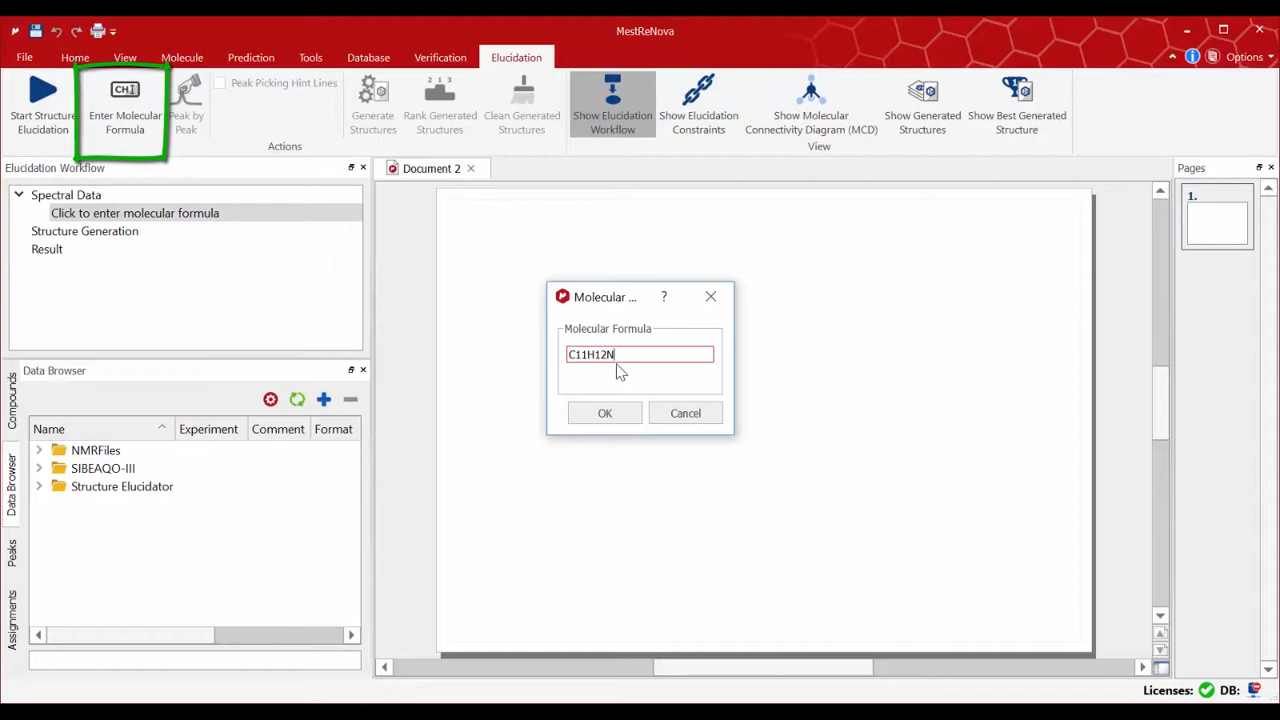 MestReNova
File Home View Molecule Prediction Tools Database Verification Elucidation Options
CHI
Start Structure Elucidation
Enter Molecular Formula
Peak by Peak
Peak Picking Hint Lines
Actions
Generate Structures
1 2 3
Rank Generated Structures
Clean Generated Structures
Show Elucidation Workflow
Show Elucidation Constraints
Show Molecular Connectivity Diagram (MCD)
Show Generated Structures
Show Best Generated Structure
View
Elucidation Workflow
Spectral Data
Click to enter molecular formula
Structure Generation
Result
Data Browser
Name Experiment Comment Format
NMRFiles
SIBEAQO-III
Structure Elucidator
Compounds
Data Browser
Peaks
Assignments
Document 2
Molecular ... ?
Molecular Formula
C11H12N
OK Cancel
Pages
1.
Licenses: DB: